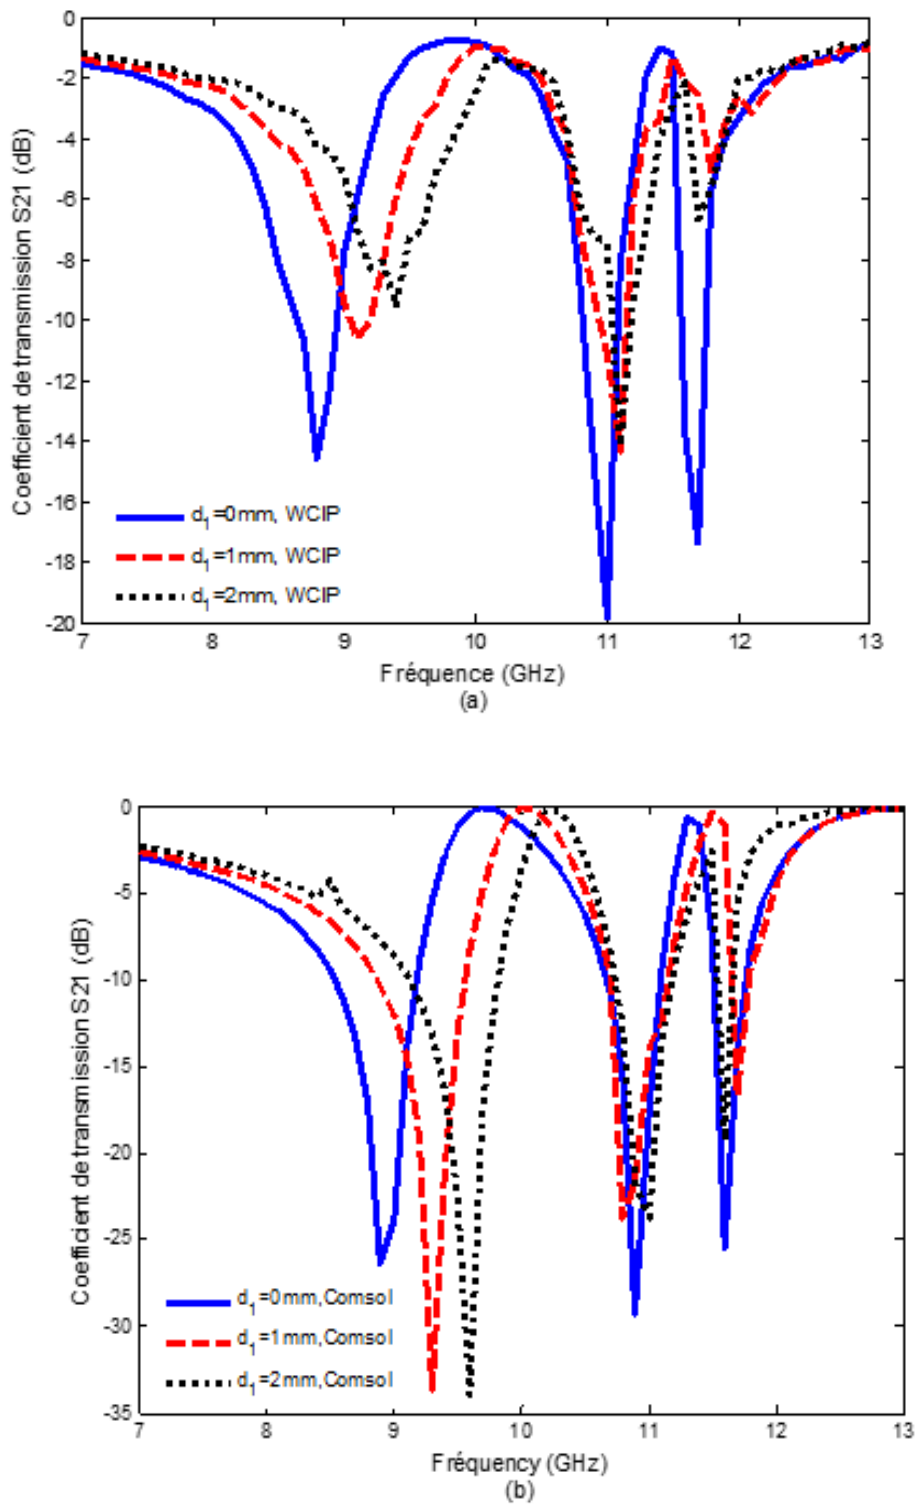 0
-2
-4
-6
-8
-10
-12
-14
-16
-18
-20
Coefficient de transmission S21 (dB)
d1=0mm, WCIP
d1=1mm, WCIP
d1=2mm, WCIP
7 8 9 10 11 12 13
Fréquence (GHz)
(a)
0
-5
-10
-15
-20
-25
-30
-35
Coefficient de transmission S21 (dB)
d1=0mm,Comsol
d1=1mm,Comsol
d1=2mm,Comsol
7 8 9 10 11 12 13
Fréquency (GHz)
(b)